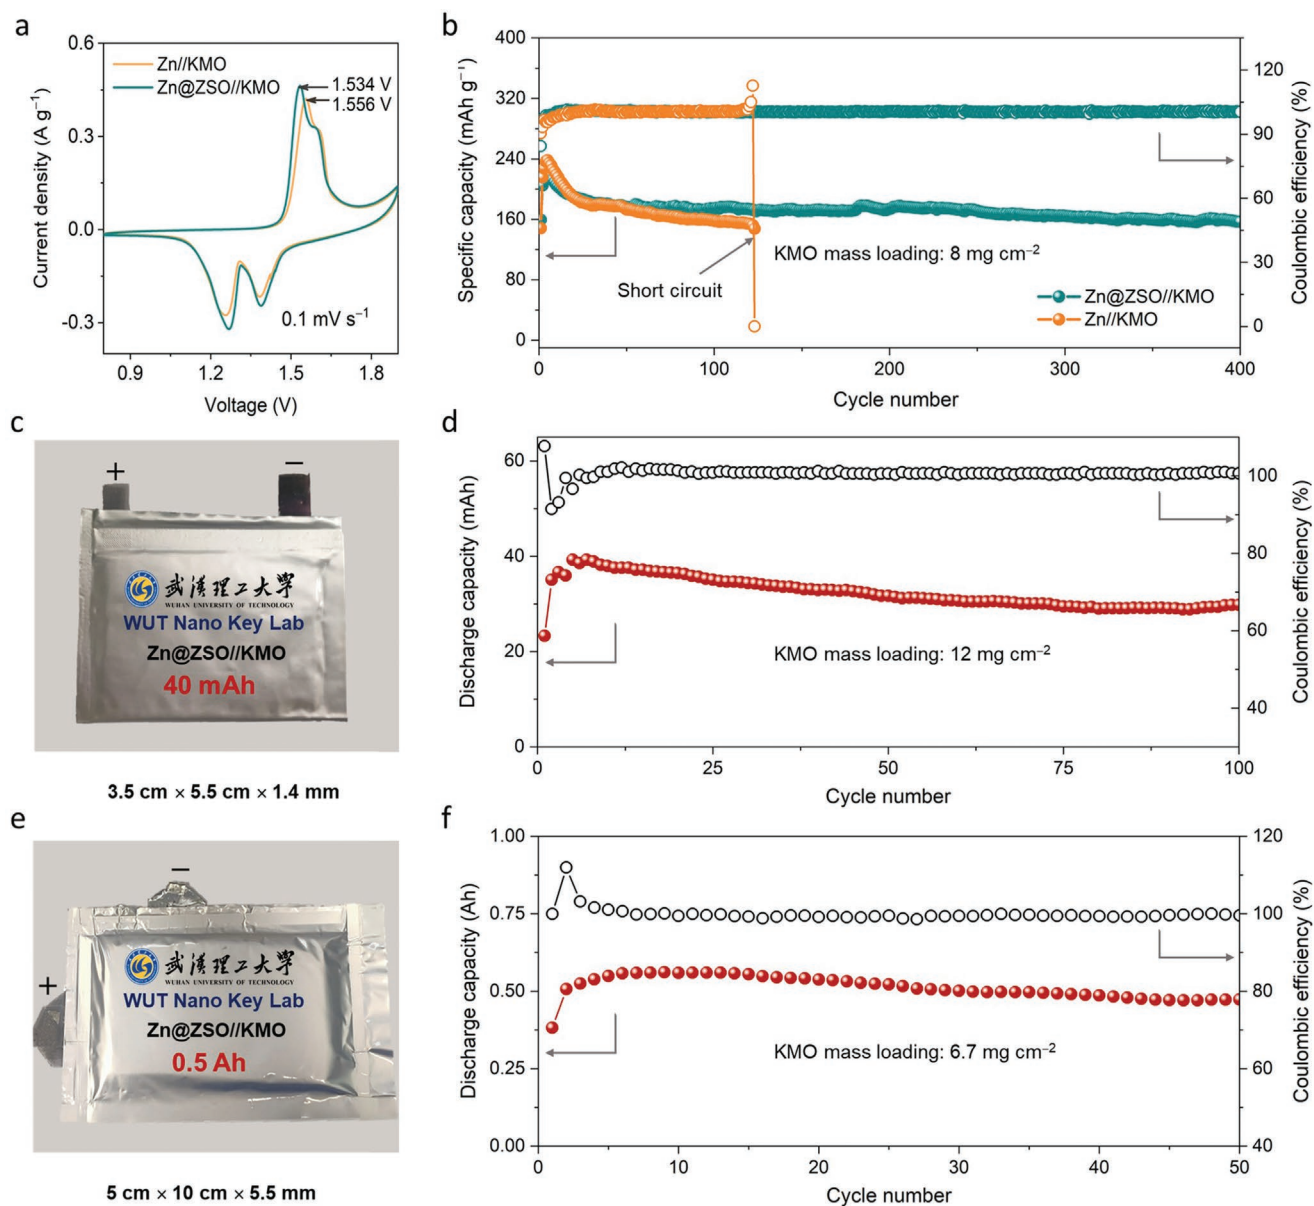 a
0.6
0.3
0.0
-0.3
Current density (A g⁻¹)
Zn//KMO
Zn@ZSO//KMO
1.534 V
1.556 V
0.1 mV s⁻¹
0.9
1.2
1.5
1.8
Voltage (V)
b
400
320
240
160
80
0
Specific capacity (mAh g⁻¹)
120
90
60
30
0
Coulombic efficiency (%)
KMO mass loading: 8 mg cm⁻²
Short circuit
Zn@ZSO//KMO
Zn//KMO
0
100
200
300
400
Cycle number
c
+
−
武漢理工大学
WUHAN UNIVERSITY OF TECHNOLOGY
WUT Nano Key Lab
Zn@ZSO//KMO
40 mAh
3.5 cm × 5.5 cm × 1.4 mm
d
60
40
20
0
Discharge capacity (mAh)
100
80
60
40
Coulombic efficiency (%)
KMO mass loading: 12 mg cm⁻²
0
25
50
75
100
Cycle number
e
−
+
武漢理工大学
WUHAN UNIVERSITY OF TECHNOLOGY
WUT Nano Key Lab
Zn@ZSO//KMO
0.5 Ah
5 cm × 10 cm × 5.5 mm
f
1.00
0.75
0.50
0.25
0.00
Discharge capacity (Ah)
120
100
80
60
40
Coulombic efficiency (%)
KMO mass loading: 6.7 mg cm⁻²
0
10
20
30
40
50
Cycle number